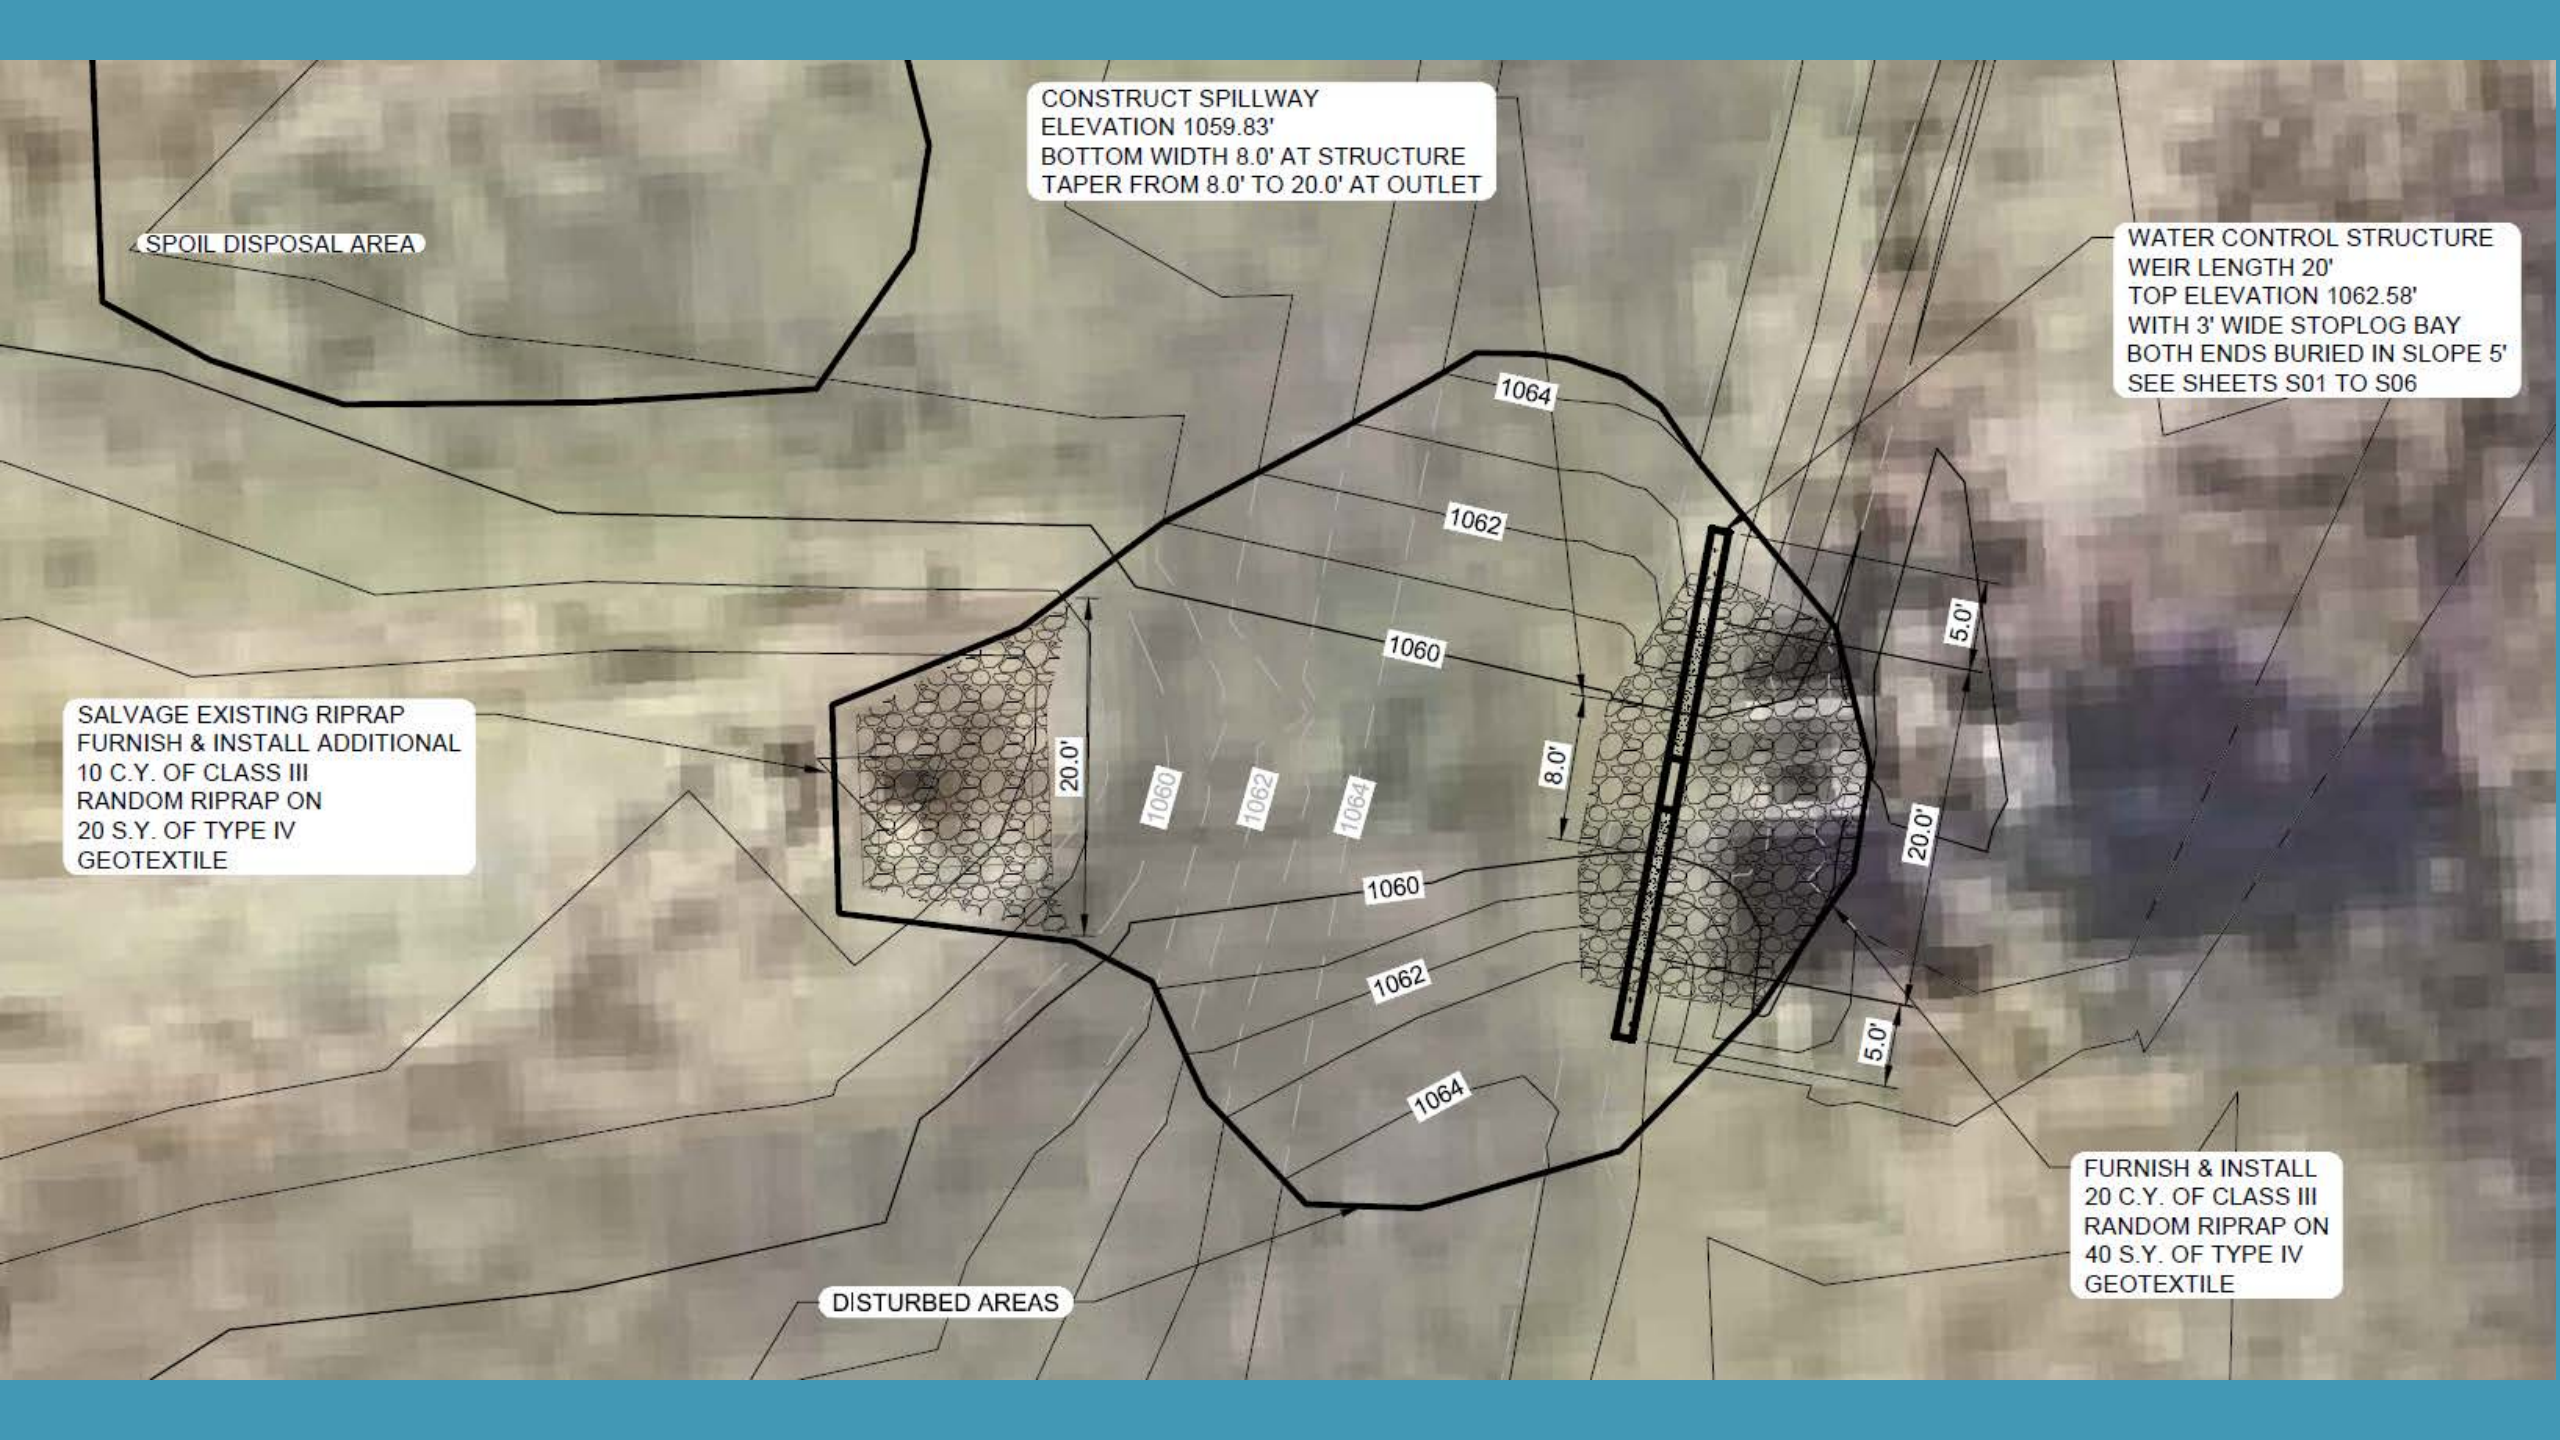 CONSTRUCT SPILLWAY
ELEVATION 1059.83'
BOTTOM WIDTH 8.0' AT STRUCTURE
TAPER FROM 8.0' TO 20.0' AT OUTLET
SPOIL DISPOSAL AREA
WATER CONTROL STRUCTURE
WEIR LENGTH 20'
TOP ELEVATION 1062.58'
WITH 3' WIDE STOPLOG BAY
BOTH ENDS BURIED IN SLOPE 5'
SEE SHEETS S01 TO S06
1064
1062
1060
5.0'
SALVAGE EXISTING RIPRAP
FURNISH & INSTALL ADDITIONAL
10 C.Y. OF CLASS III
RANDOM RIPRAP ON
20 S.Y. OF TYPE IV
GEOTEXTILE
20.0'
1060
1062
1064
8.0'
20.0'
1060
1062
5.0'
1064
FURNISH & INSTALL
20 C.Y. OF CLASS III
RANDOM RIPRAP ON
40 S.Y. OF TYPE IV
GEOTEXTILE
DISTURBED AREAS